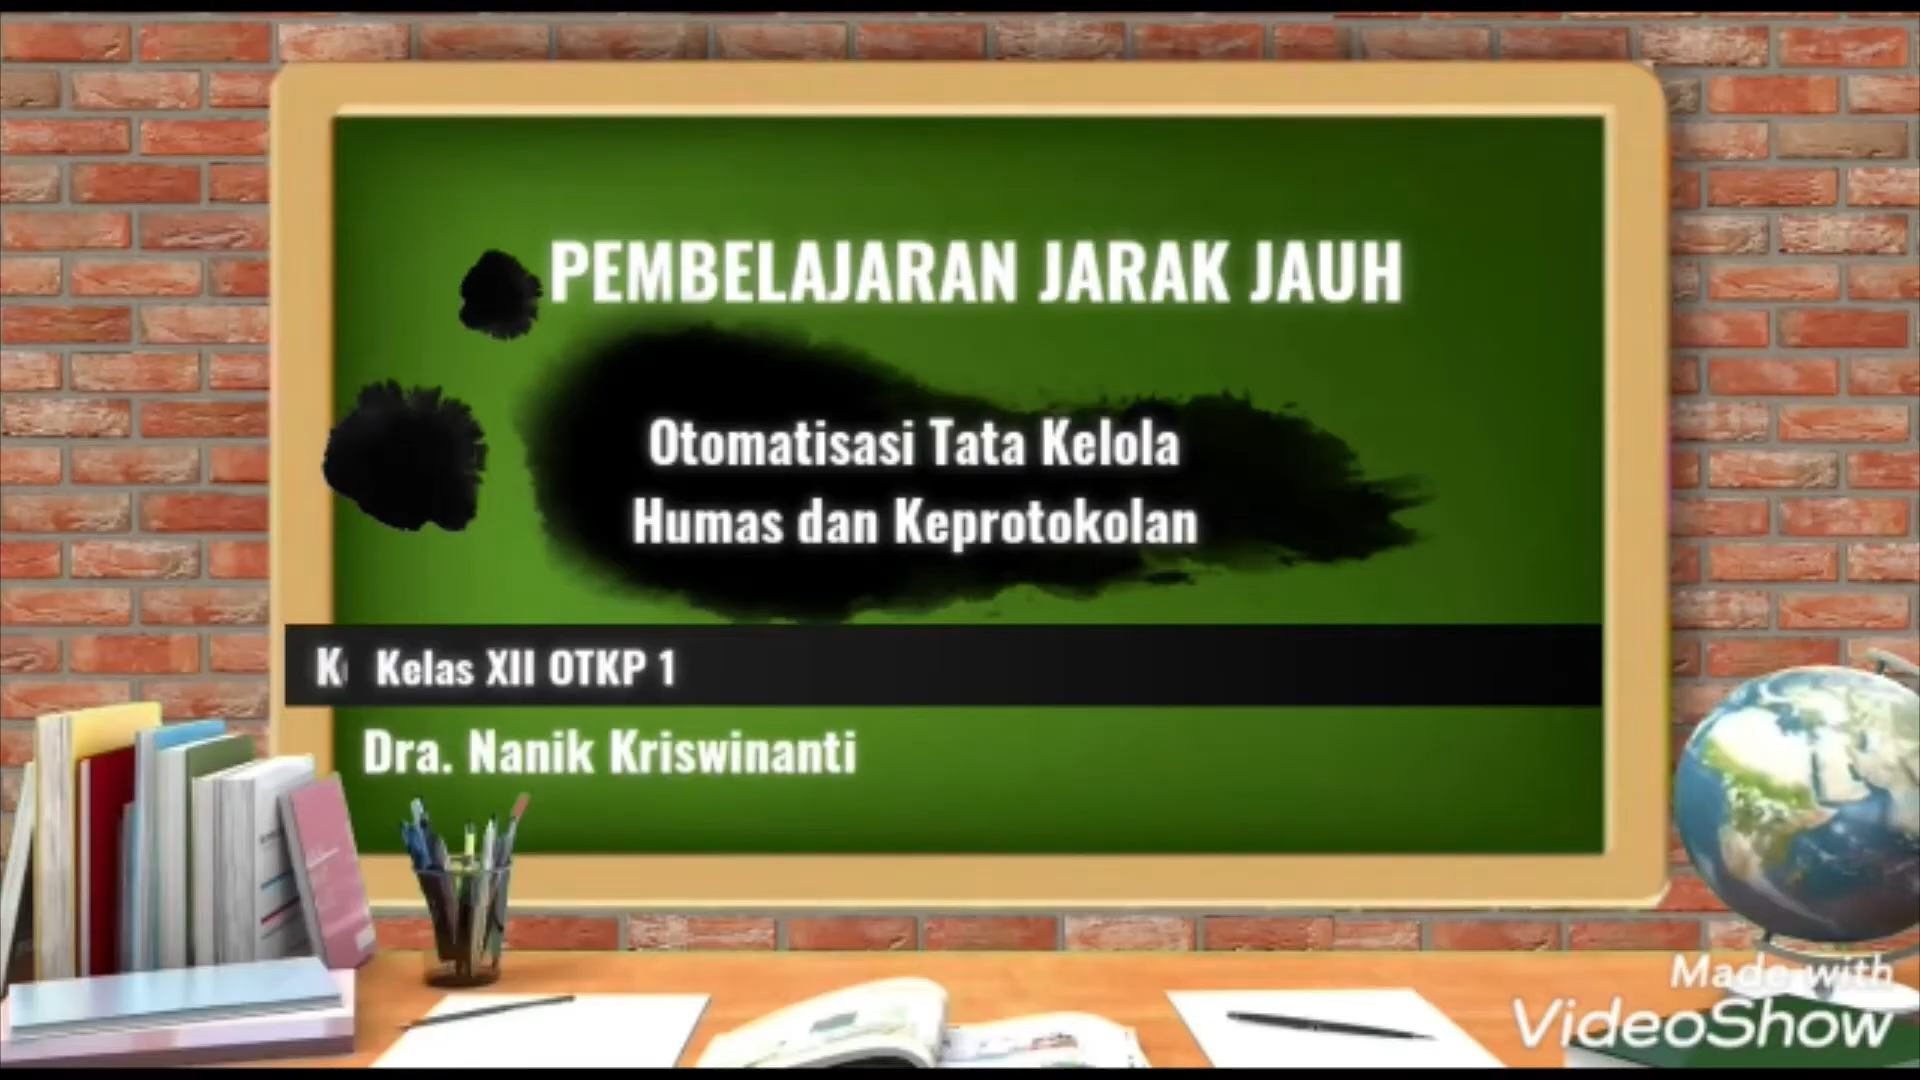 PEMBELAJARAN JARAK JAUH
Otomatisasi Tata Kelola
Humas dan Keprotokolan
Kelas XII OTKP 1
Dra. Nanik Kriswinanti
Made with
VideoShow